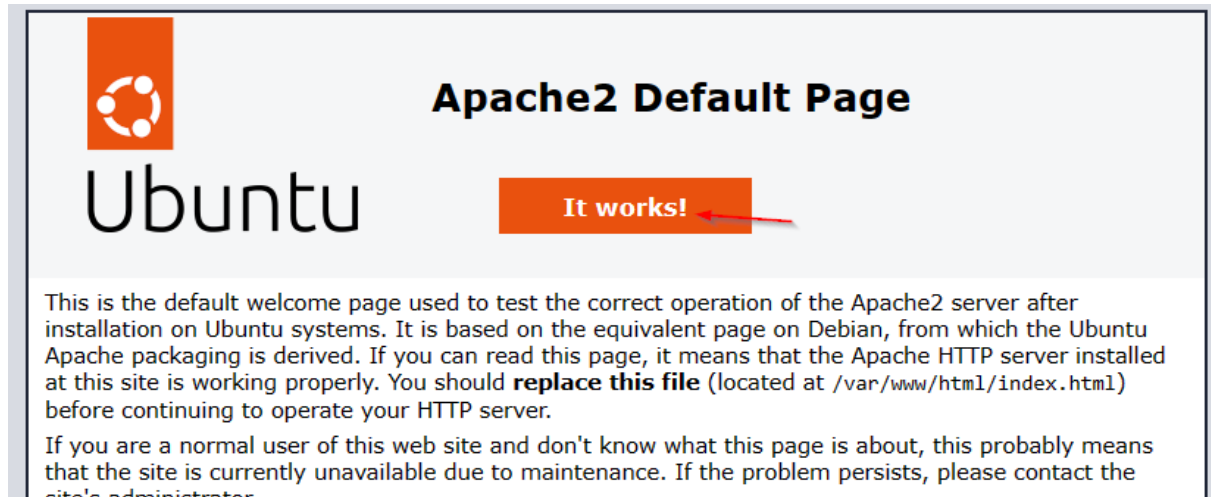 Apache2 Default Page
Ubuntu
It works!
This is the default welcome page used to test the correct operation of the Apache2 server after
installation on Ubuntu systems. It is based on the equivalent page on Debian, from which the Ubuntu
Apache packaging is derived. If you can read this page, it means that the Apache HTTP server installed
at this site is working properly. You should replace this file (located at /var/www/html/index.html)
before continuing to operate your HTTP server.
If you are a normal user of this web site and don't know what this page is about, this probably means
that the site is currently unavailable due to maintenance. If the problem persists, please contact the
site's administrator